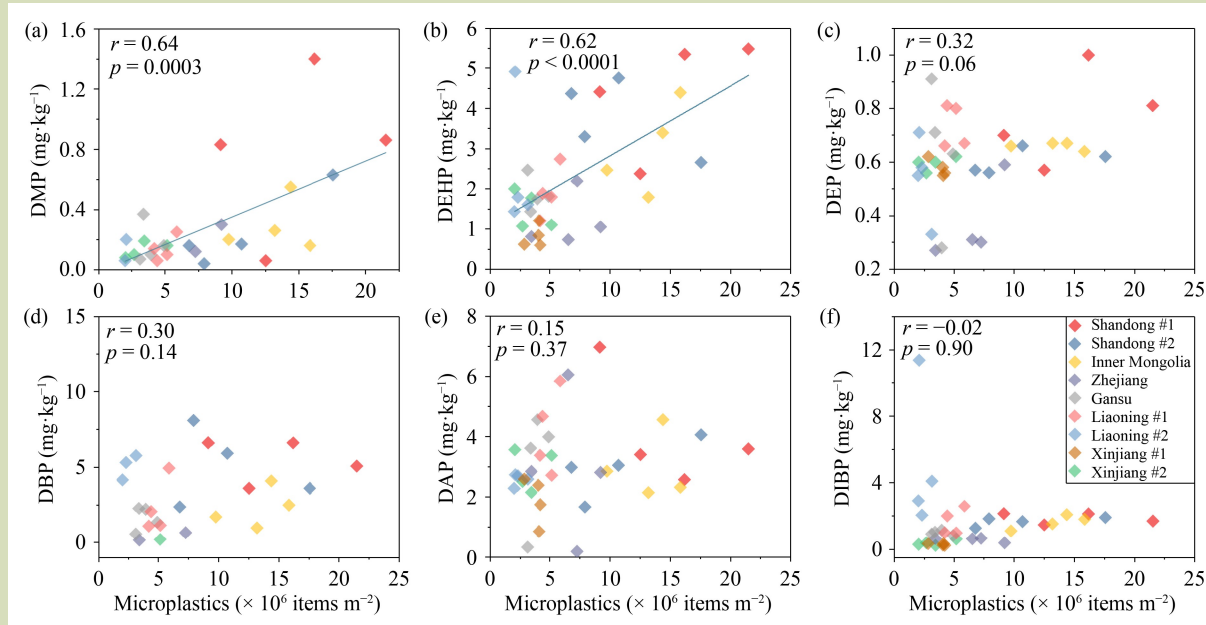 (a)
r = 0.64
p = 0.0003
DMP (mg·kg⁻¹)
1.6
1.2
0.8
0.4
0.0
0 5 10 15 20 25
(b)
r = 0.62
p < 0.0001
DEHP (mg·kg⁻¹)
6
5
4
3
2
1
0
0 5 10 15 20 25
(c)
r = 0.32
p = 0.06
DEP (mg·kg⁻¹)
1.0
0.8
0.6
0.4
0.2
0 5 10 15 20 25
(d)
r = 0.30
p = 0.14
DBP (mg·kg⁻¹)
15
10
5
0
0 5 10 15 20 25
Microplastics (× 10⁶ items m⁻²)
(e)
r = 0.15
p = 0.37
DAP (mg·kg⁻¹)
8
6
4
2
0
0 5 10 15 20 25
Microplastics (× 10⁶ items m⁻²)
(f)
r = −0.02
p = 0.90
DIBP (mg·kg⁻¹)
12
8
4
0
0 5 10 15 20 25
Microplastics (× 10⁶ items m⁻²)
Shandong #1
Shandong #2
Inner Mongolia
Zhejiang
Gansu
Liaoning #1
Liaoning #2
Xinjiang #1
Xinjiang #2